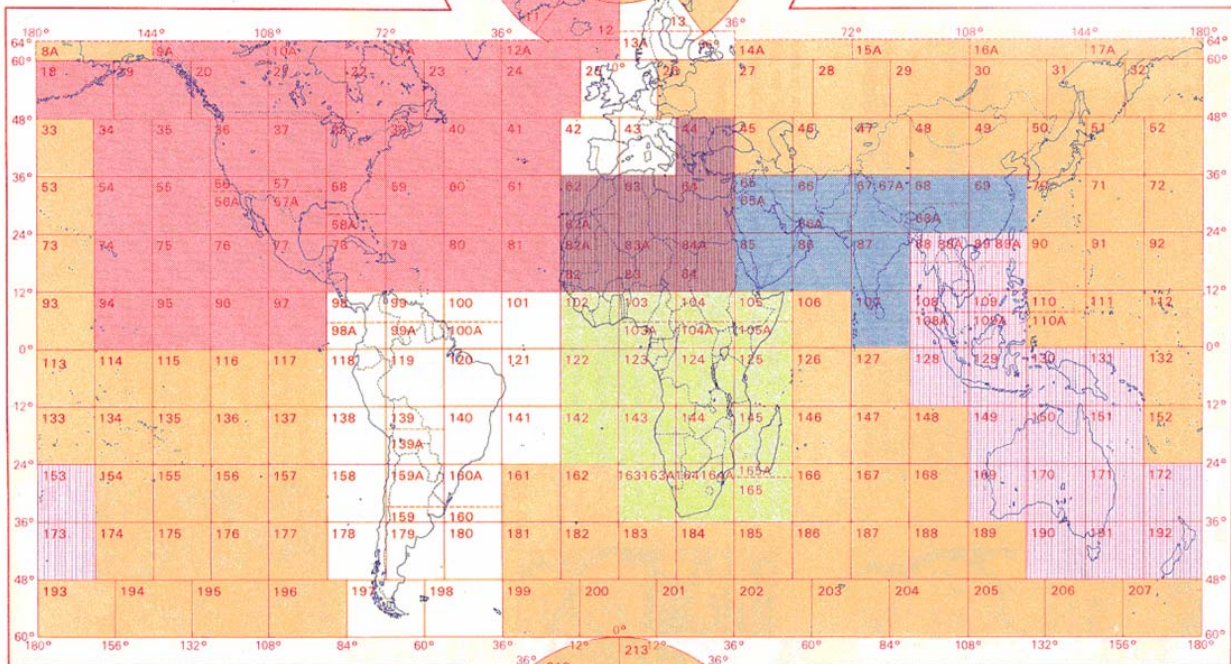 11 12 13 36°
180° 144° 108° 72° 36° 13A 36° 72° 108° 144° 180°
64° 8A 9A 10A 12A 0° 14A 15A 16A 17A 64°
60° 18 19 20 21 22 23 24 25 26 27 28 29 30 31 32 60°
48° 33 34 35 36 37 38 39 40 41 42 43 44 45 46 47 48 49 50 51 52 48°
36° 53 54 55 56 57 58 59 60 61 62 63 64 65 66 67 67A 68 69 70 71 72 36°
56A 57A 58A 62A 65A 66A 68A
24° 73 74 75 76 77 78 79 80 81 82A 83A 84A 85 86 87 88 88A 89 89A 90 91 92 24°
82 83 84
12° 93 94 95 96 97 98 99 100 101 102 103 104 105 106 107 108 109 110 111 112 12°
98A 99A 100A 103A 104A 105A 108A 109A 110A
0° 113 114 115 116 117 118 119 120 121 122 123 124 125 126 127 128 129 130 131 132 0°
12° 133 134 135 136 137 138 139 140 141 142 143 144 145 146 147 148 149 150 151 152 12°
139A
24° 153 154 155 156 157 158 159A 160A 161 162 163 163A 164 164A 165A 166 167 168 169 170 171 172 24°
159 160 165
36° 173 174 175 176 177 178 179 180 181 182 183 184 185 186 187 188 189 190 191 192 36°
48° 193 194 195 196 197 198 199 200 201 202 203 204 205 206 207 48°
60° 0° 60°
180° 156° 132° 108° 84° 60° 36° 12° 12° 36° 60° 84° 108° 132° 156° 180°
36° 213 36°